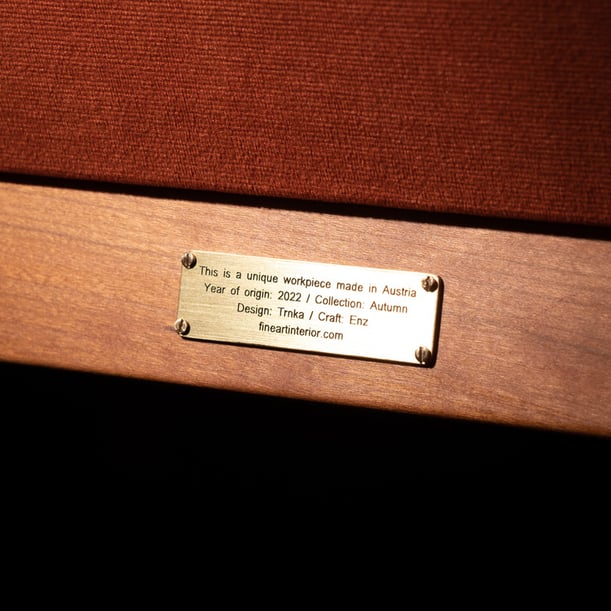 This is a unique workpiece made in Austria
Year of origin: 2022 / Collection: Autumn
Design: Trnka / Craft: Enz
fineartinterior.com